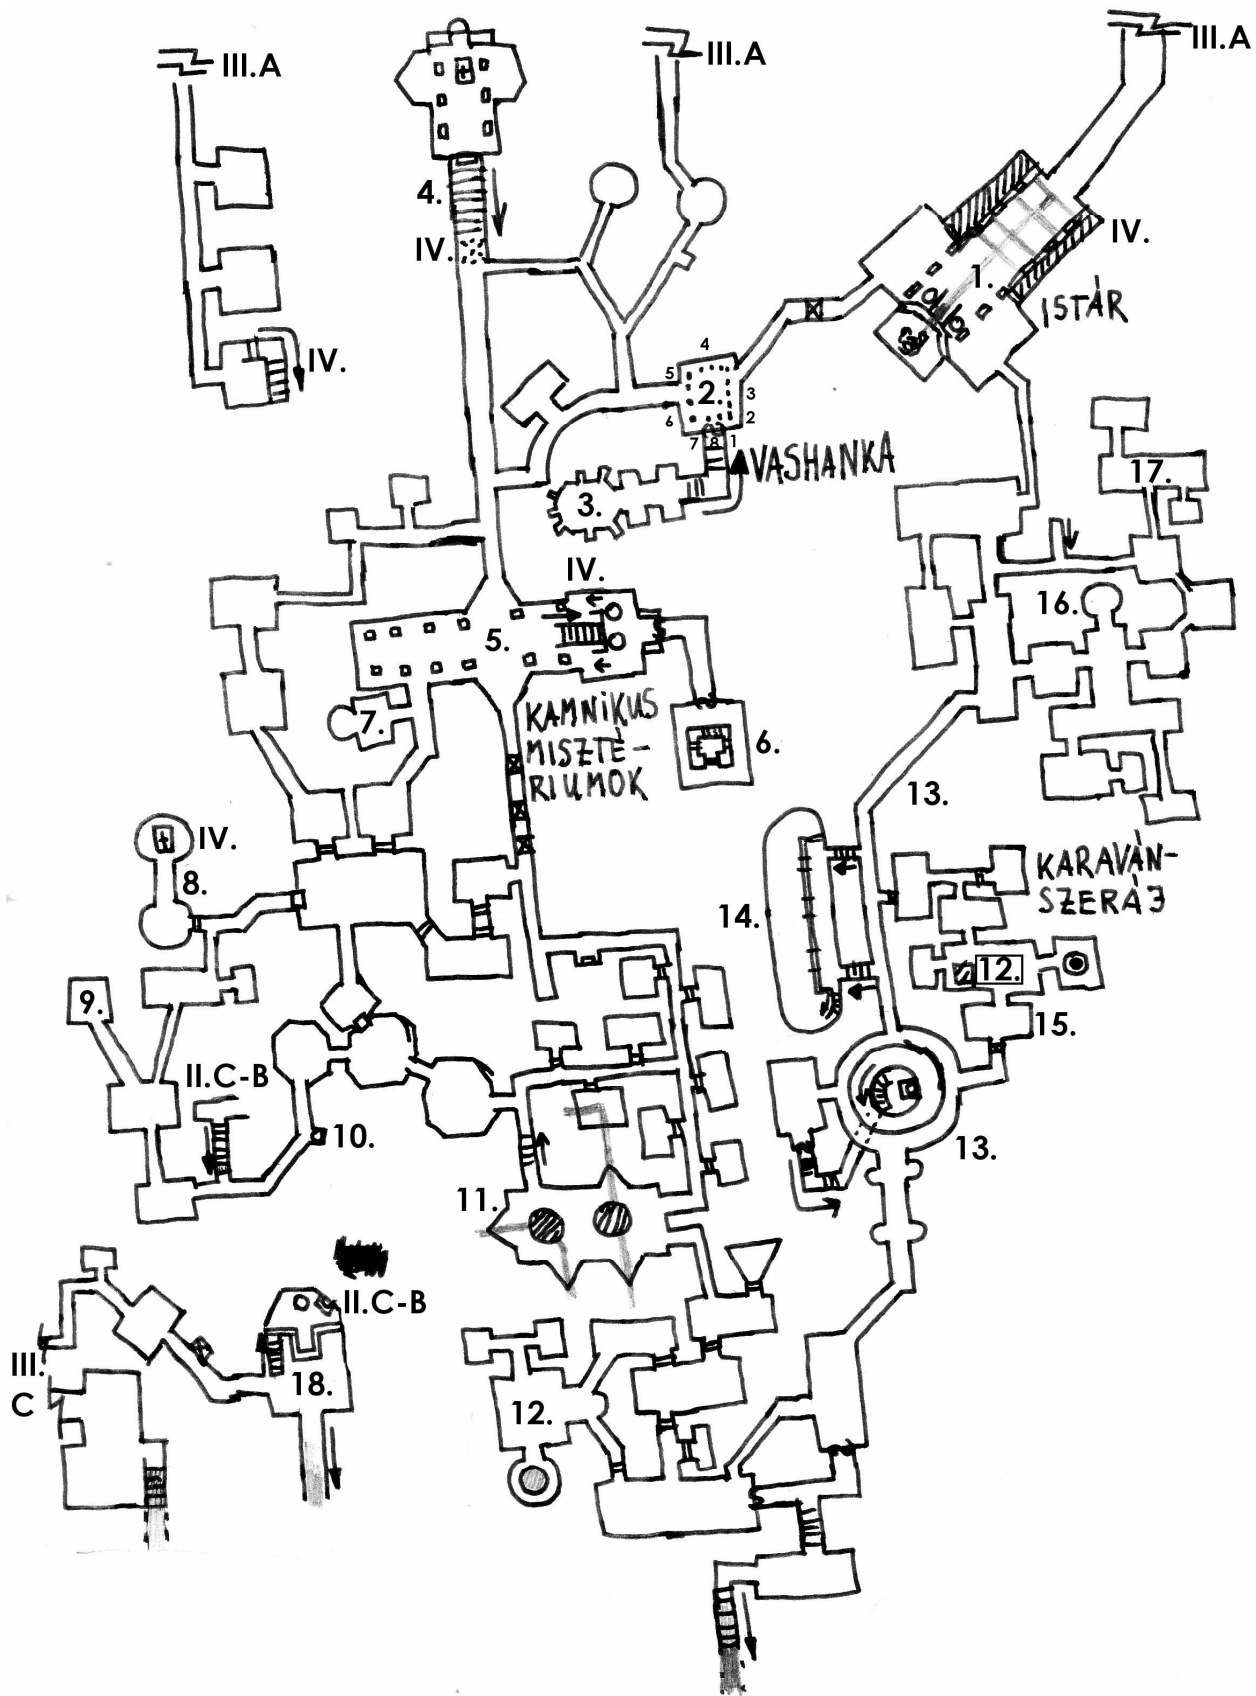 III.A
III.A
III.A
4.
IV.
IV.
1.
ISTÁR
IV.
4
5
2.
3
6
2
7
8
1
VASHANKA
3.
17.
IV.
5.
16.
KAMNIKUS
MISZTÉ-
RIUMOK
7.
6.
13.
IV.
8.
KARAVÁN-
SZERÁJ
14.
12.
15.
9.
II.C-B
10.
13.
11.
II.C-B
III.
C
18.
12.